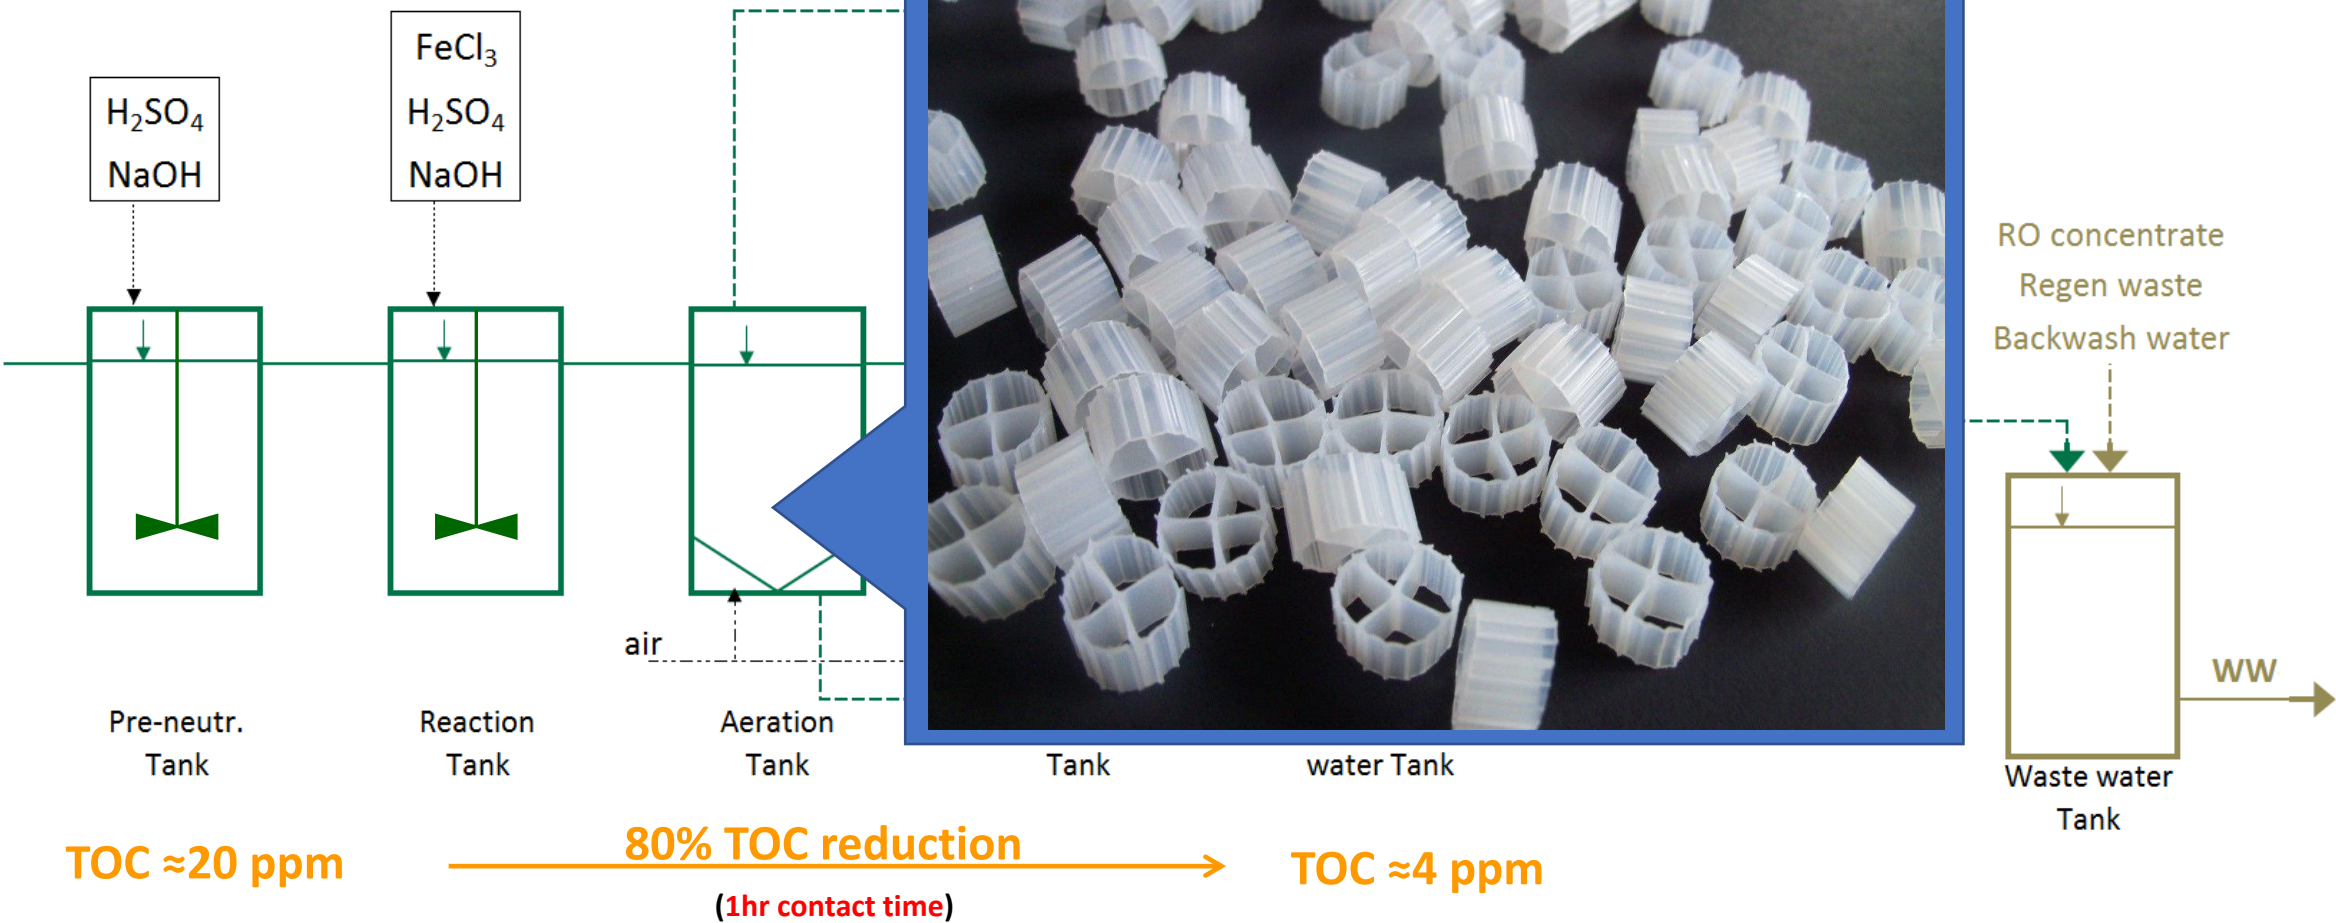 H₂SO₄
NaOH
FeCl₃
H₂SO₄
NaOH
RO concentrate
Regen waste
Backwash water
air
WW
Pre-neutr.
Tank
Reaction
Tank
Aeration
Tank
Tank
water Tank
Waste water
Tank
TOC ≈20 ppm
80% TOC reduction
(1hr contact time)
TOC ≈4 ppm